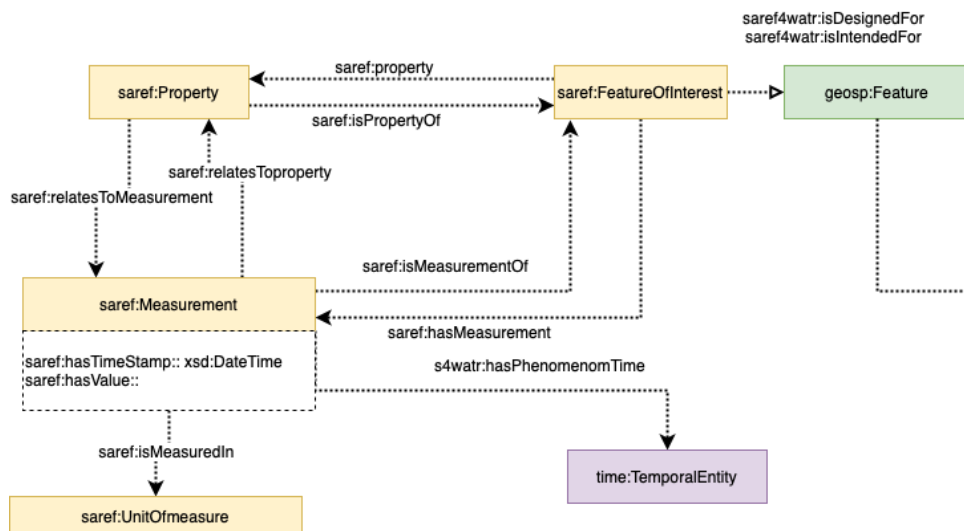 saref4watr:isDesignedFor
saref4watr:isIntendedFor
saref:property
saref:Property
saref:FeatureOfInterest
geosp:Feature
saref:isPropertyOf
saref:relatesToproperty
saref:relatesToMeasurement
saref:isMeasurementOf
saref:Measurement
saref:hasMeasurement
saref:hasTimeStamp:: xsd:DateTime
saref:hasValue::
s4watr:hasPhenomenomTime
saref:isMeasuredIn
time:TemporalEntity
saref:UnitOfmeasure